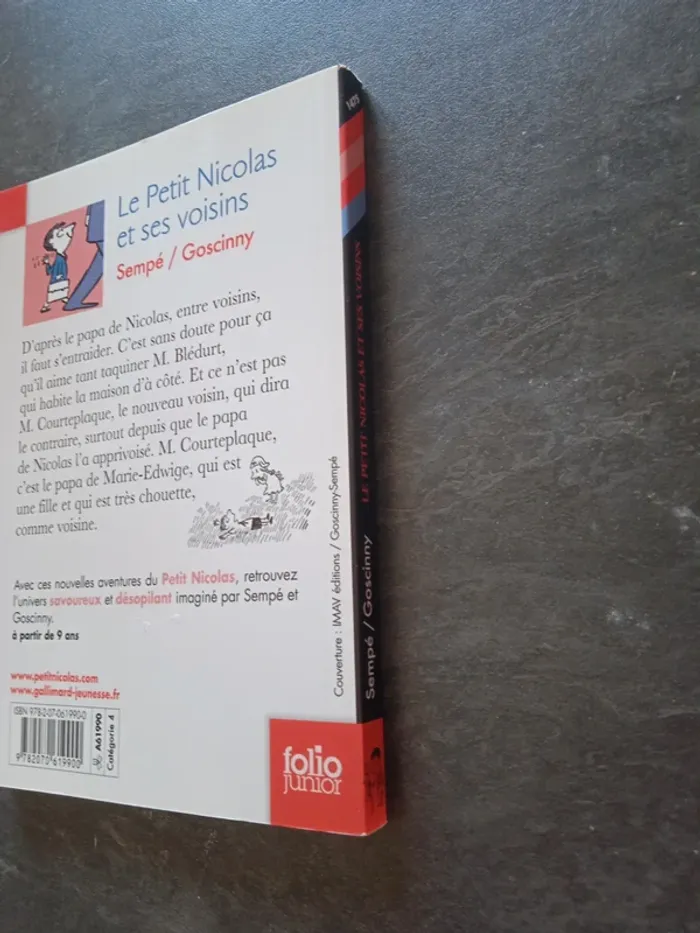 Le Petit Nicolas
et ses voisins
Sempé / Goscinny
D'après le papa de Nicolas, entre voisins,
il faut s'entraider. C'est sans doute pour ça
qu'il aime tant taquiner M. Blédurt,
qui habite la maison d'à côté. Et ce n'est pas
M. Courteplaque, le nouveau voisin, qui dira
le contraire, surtout depuis que le papa
de Nicolas l'a apprivoisé. M. Courteplaque,
c'est le papa de Marie-Edwige, qui est
une fille et qui est très chouette,
comme voisine.
Avec ces nouvelles aventures du Petit Nicolas, retrouvez
l'univers savoureux et désopilant imaginé par Sempé et
Goscinny.
à partir de 9 ans
www.petitnicolas.com
www.gallimard-jeunesse.fr
ISBN 978-2-07-061990-0
9 782070 619900
A61990
Catégorie 4
Couverture : IMAV éditions / Goscinny-Sempé
folio
junior
1475
LE PETIT NICOLAS ET SES VOISINS
Sempé / Goscinny